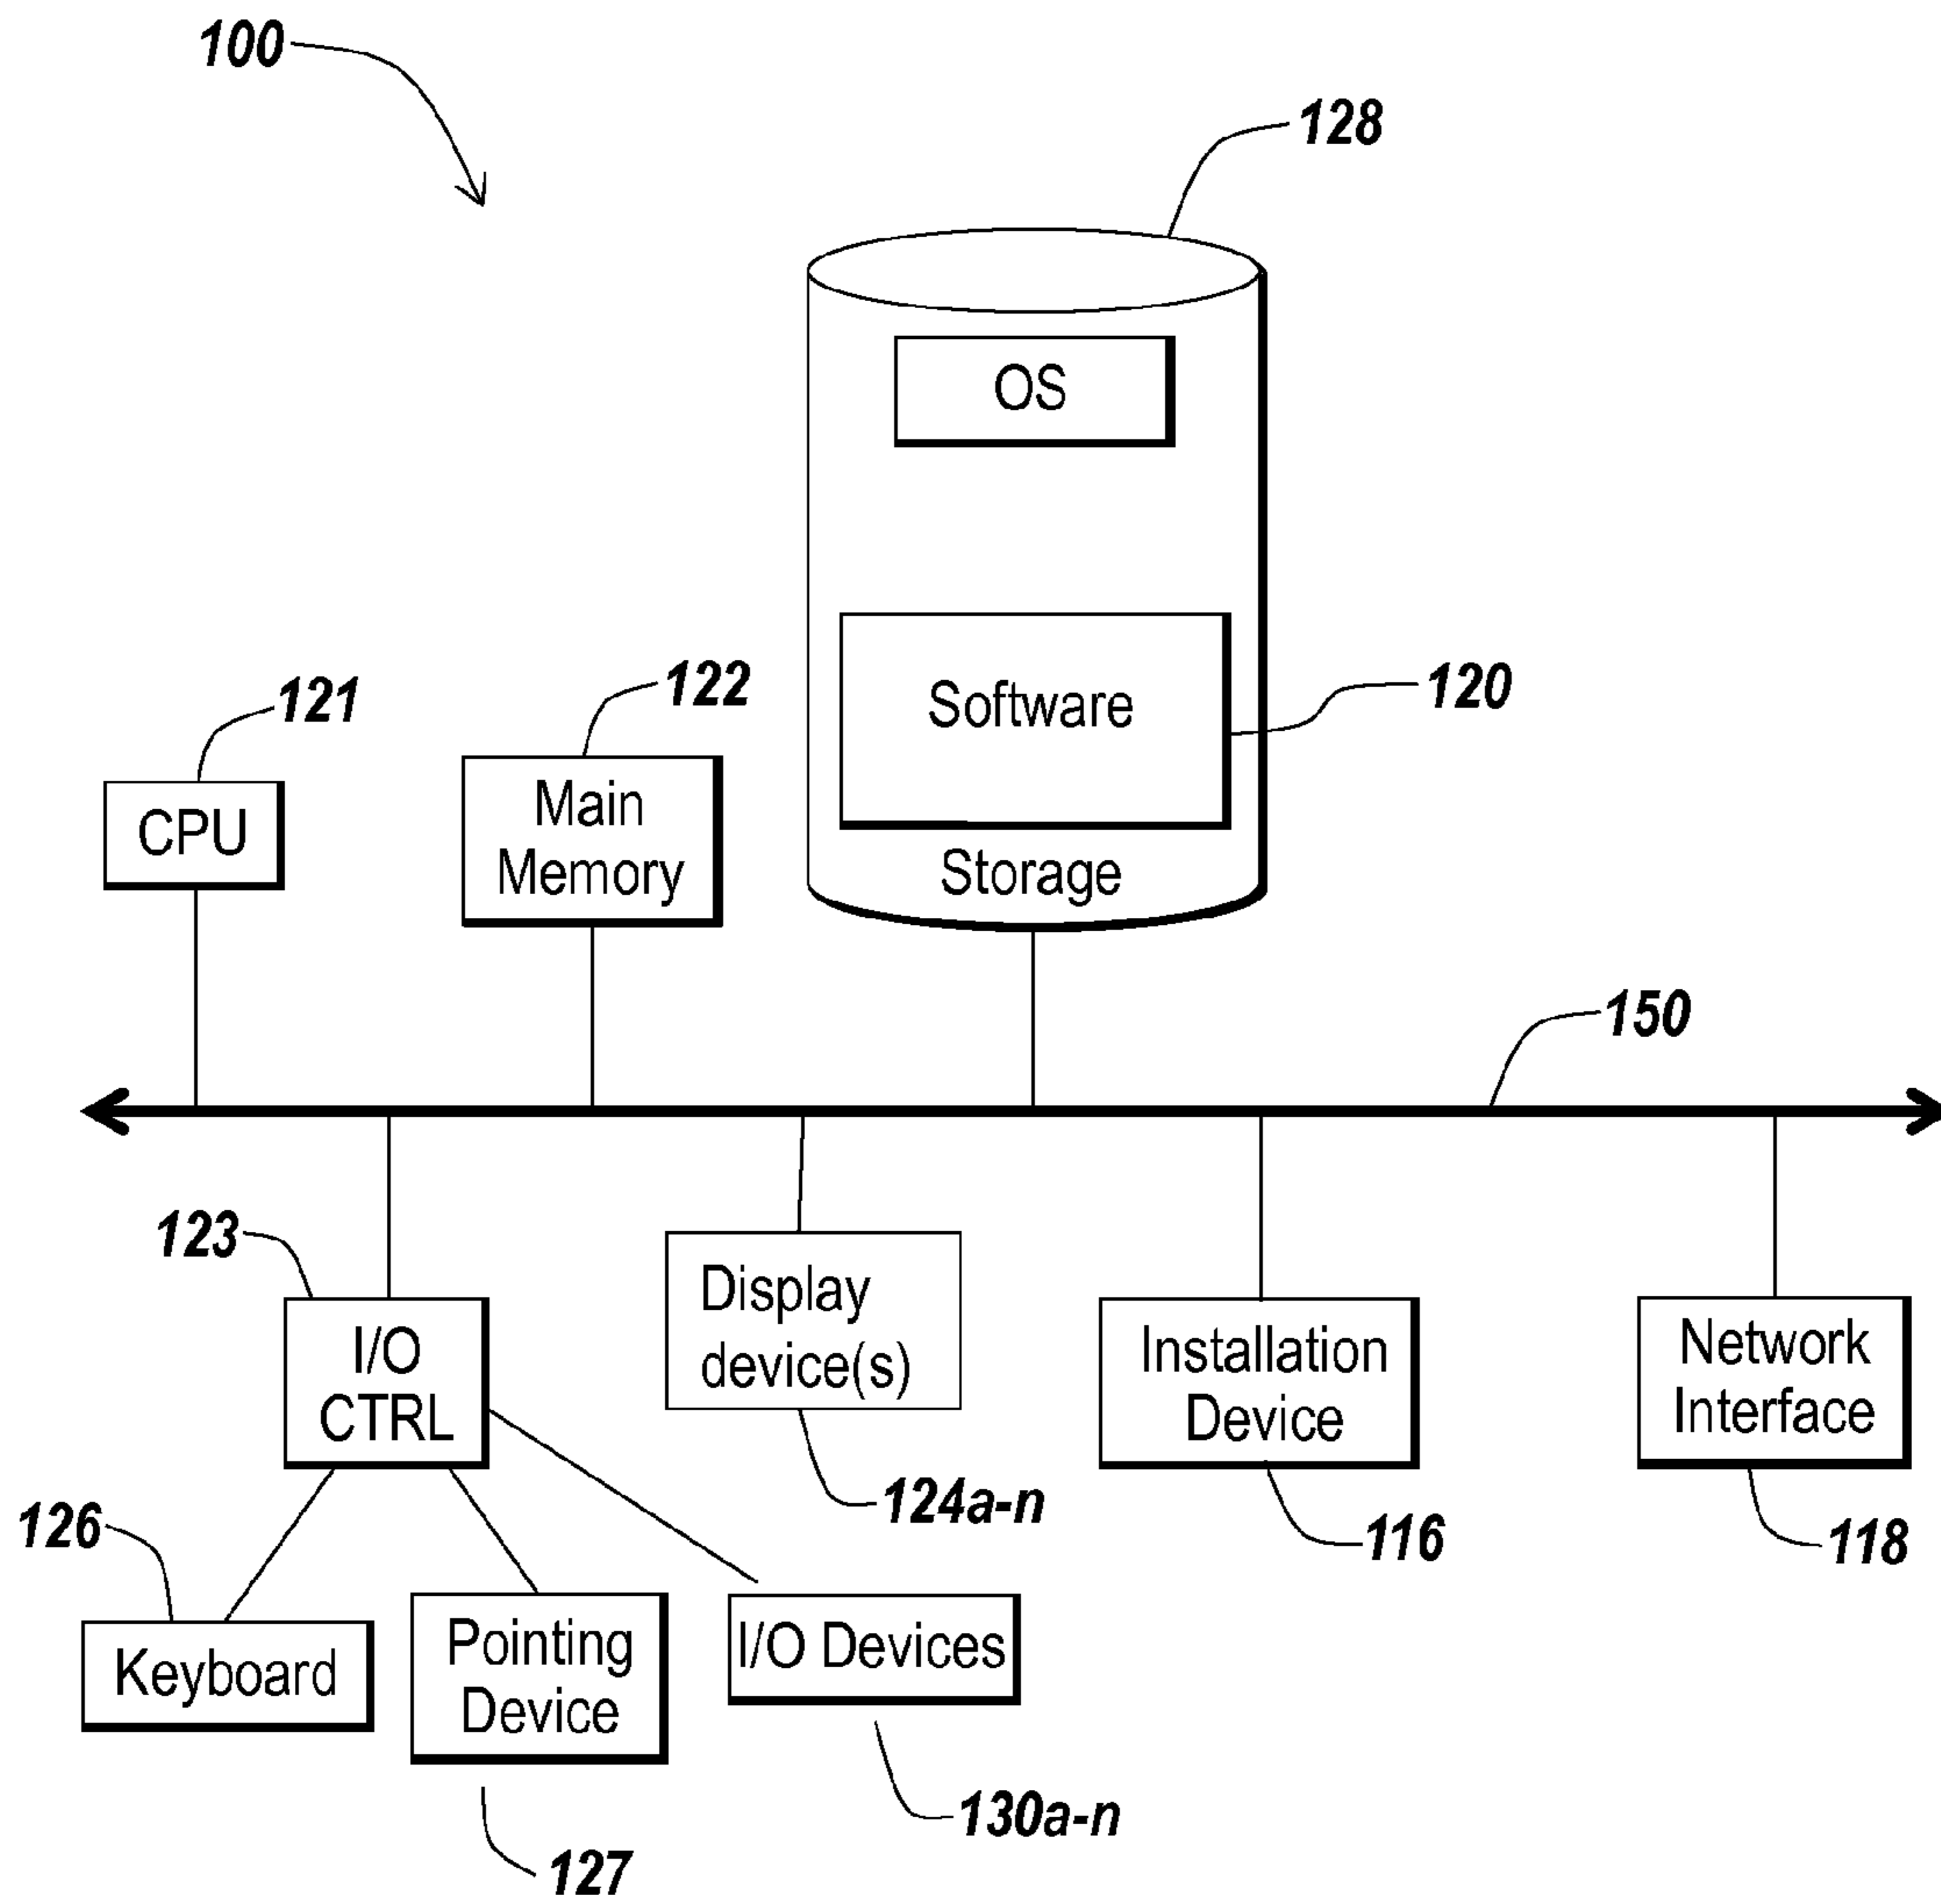 100
128
OS
Software
120
121
122
CPU
Main
Memory
Storage
150
123
I/O
CTRL
Display
device(s)
Installation
Device
Network
Interface
124a-n
116
118
126
Keyboard
Pointing
Device
I/O Devices
130a-n
127